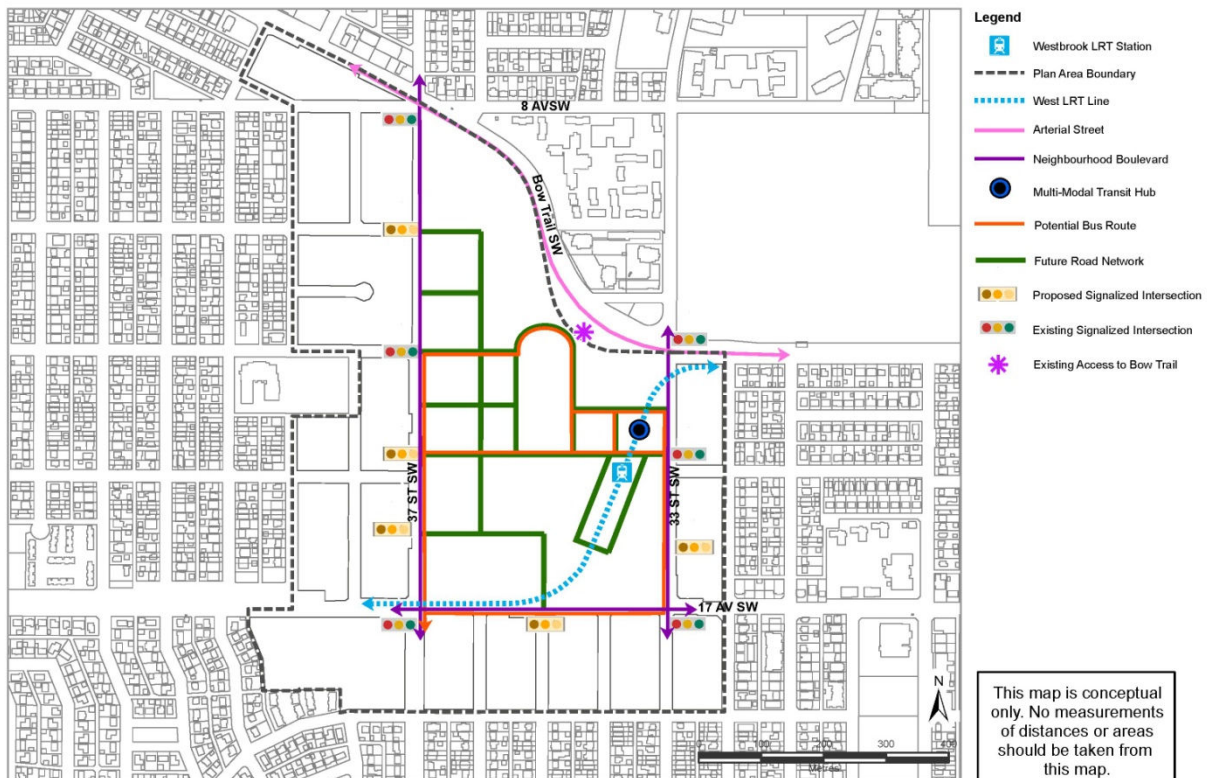 8 AVSW
Bow Trail SW
37 ST SW
33 ST SW
17 AV SW
N
0 100 200 300 400
Metres
Legend
Westbrook LRT Station
Plan Area Boundary
West LRT Line
Arterial Street
Neighbourhood Boulevard
Multi-Modal Transit Hub
Potential Bus Route
Future Road Network
Proposed Signalized Intersection
Existing Signalized Intersection
Existing Access to Bow Trail
This map is conceptual
only. No measurements
of distances or areas
should be taken from
this map.